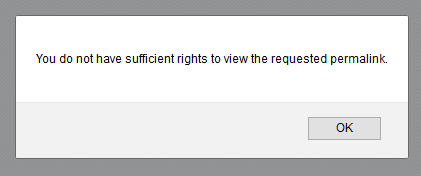 You do not have sufficient rights to view the requested permalink.
OK